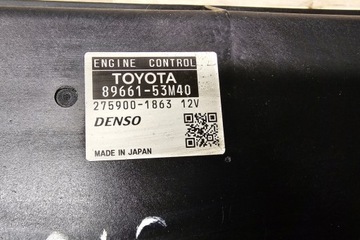 ENGINE CONTROL
TOYOTA
89661-53M40
275900-1863 12V
DENSO
MADE IN JAPAN